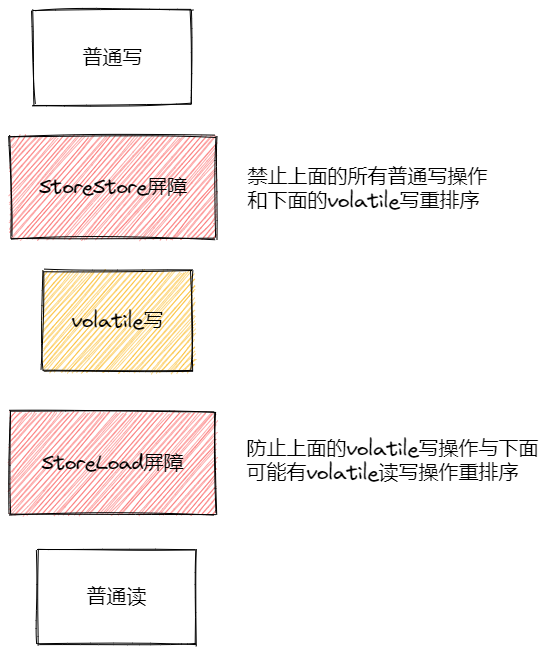 普通写
StoreStore屏障
禁止上面的所有普通写操作
和下面的volatile写重排序
volatile写
StoreLoad屏障
防止上面的volatile写操作与下面
可能有volatile读写操作重排序
普通读